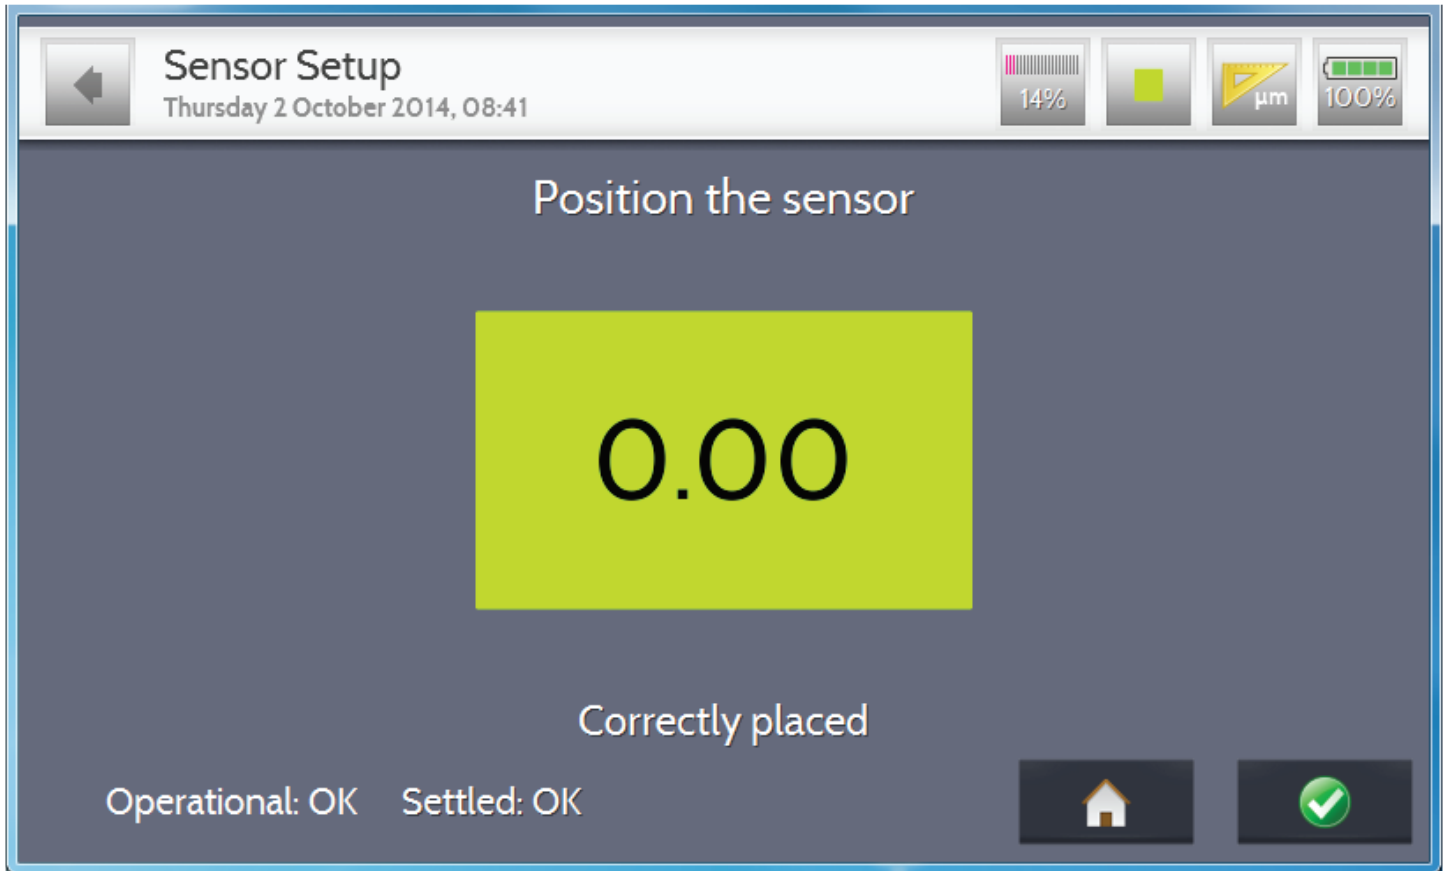 Sensor Setup
Thursday 2 October 2014, 08:41
14%
µm
100%
Position the sensor
0.00
Correctly placed
Operational: OK Settled: OK